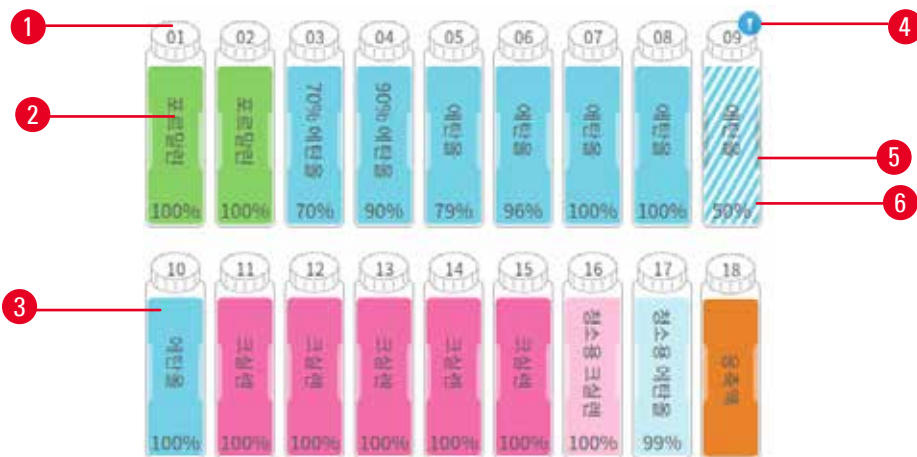 1
01
02
03
04
05
06
07
08
09
4
2
포르말린
포르말린
70% 에탄올
90% 에탄올
에탄올
에탄올
에탄올
에탄올
에탄올
5
100%
100%
70%
90%
79%
96%
100%
100%
50%
6
10
11
12
13
14
15
16
17
18
3
에탄올
크실렌
크실렌
크실렌
크실렌
크실렌
청소용 크실렌
청소용 에탄올
응축액
100%
100%
100%
100%
100%
100%
100%
99%